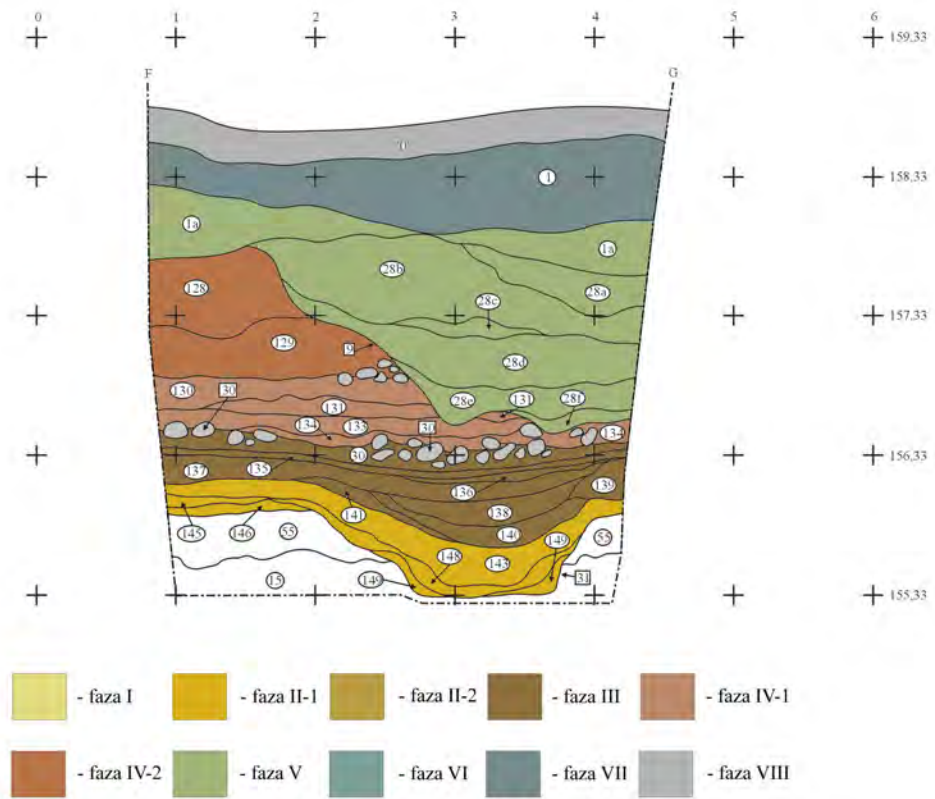 0 1 2 3 4 5 6
159,33
F G
0
1 158,33
1a 1a
28b
128 28a
28c
157,33
129 9
28d
130 30 28e 131 28f
131
134 133 30 134
30 156,33
137 135
136 139
141 138
145 146 55 140 149 55
148 143
15 149 31
155,33
- faza I - faza II-1 - faza II-2 - faza III - faza IV-1
- faza IV-2 - faza V - faza VI - faza VII - faza VIII